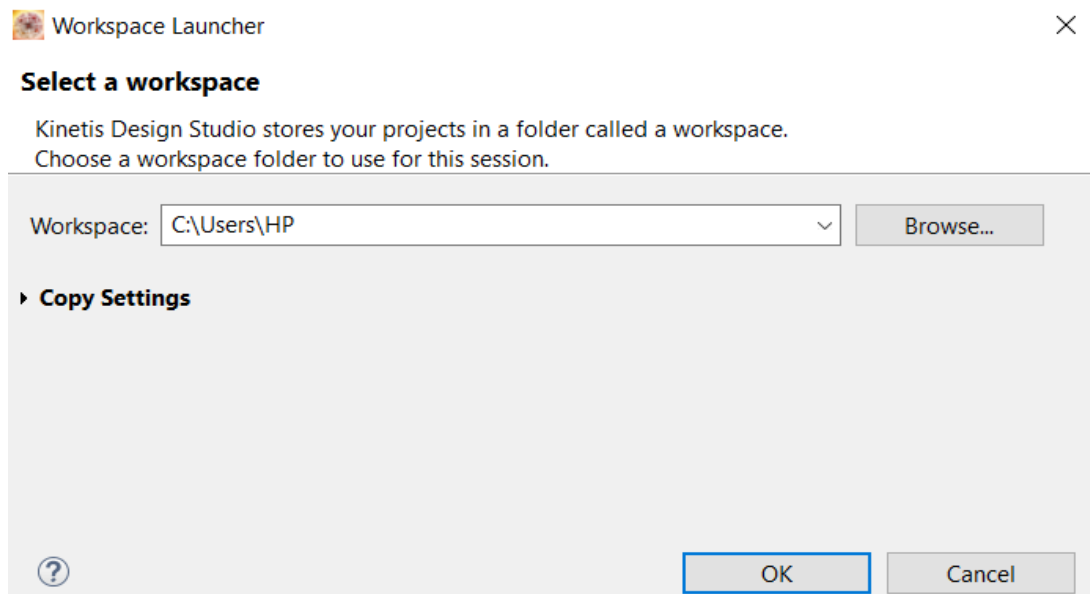 Workspace Launcher
Select a workspace
Kinetis Design Studio stores your projects in a folder called a workspace.
Choose a workspace folder to use for this session.
Workspace: C:\Users\HP Browse...
Copy Settings
? OK Cancel